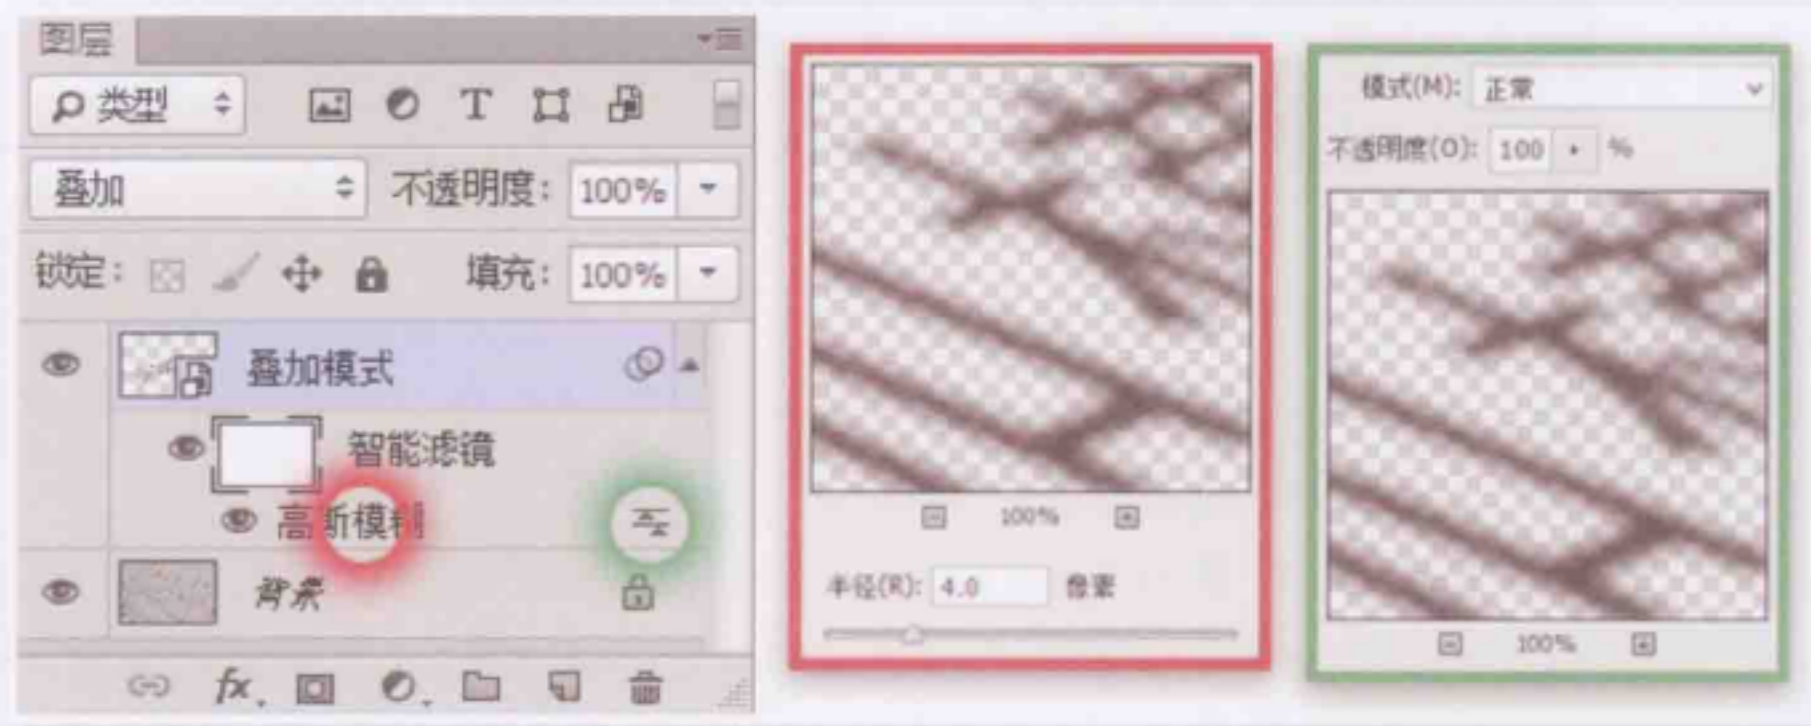 图层
类型
T
叠加 不透明度: 100%
锁定: 填充: 100%
叠加模式
智能滤镜
高斯模糊
背景
fx
100%
半径(R): 4.0 像素
模式(M): 正常
不透明度(O): 100 %
100%